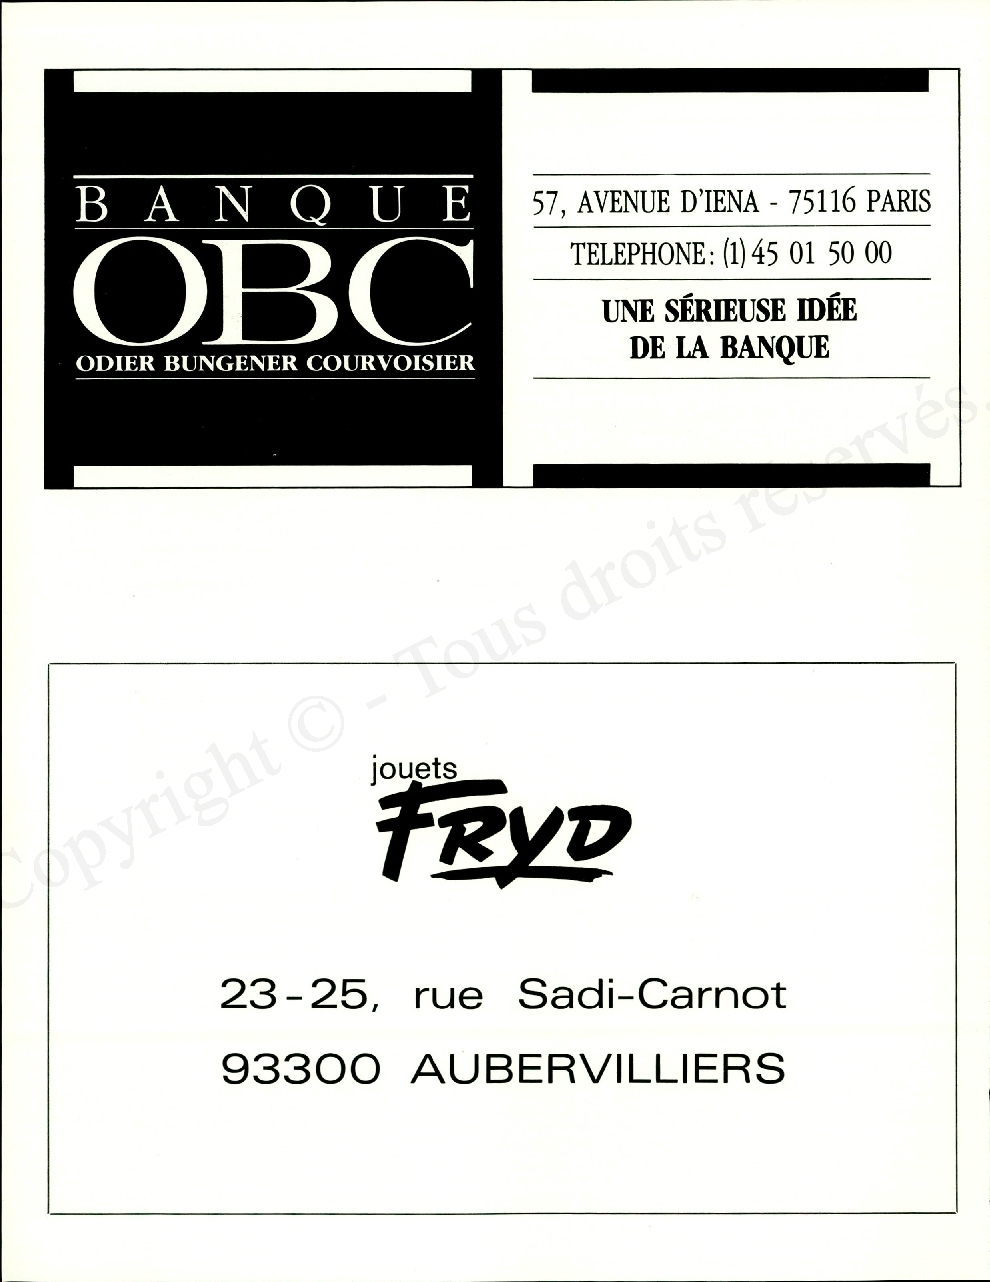 BANQUE
OBC
ODIER BUNGENER COURVOISIER
57, AVENUE D'IENA - 75116 PARIS
TELEPHONE: (1) 45 01 50 00
UNE SÉRIEUSE IDÉE
DE LA BANQUE
Copyright © - Tous droits réservés.
jouets
FRYD
23-25, rue Sadi-Carnot
93300 AUBERVILLIERS